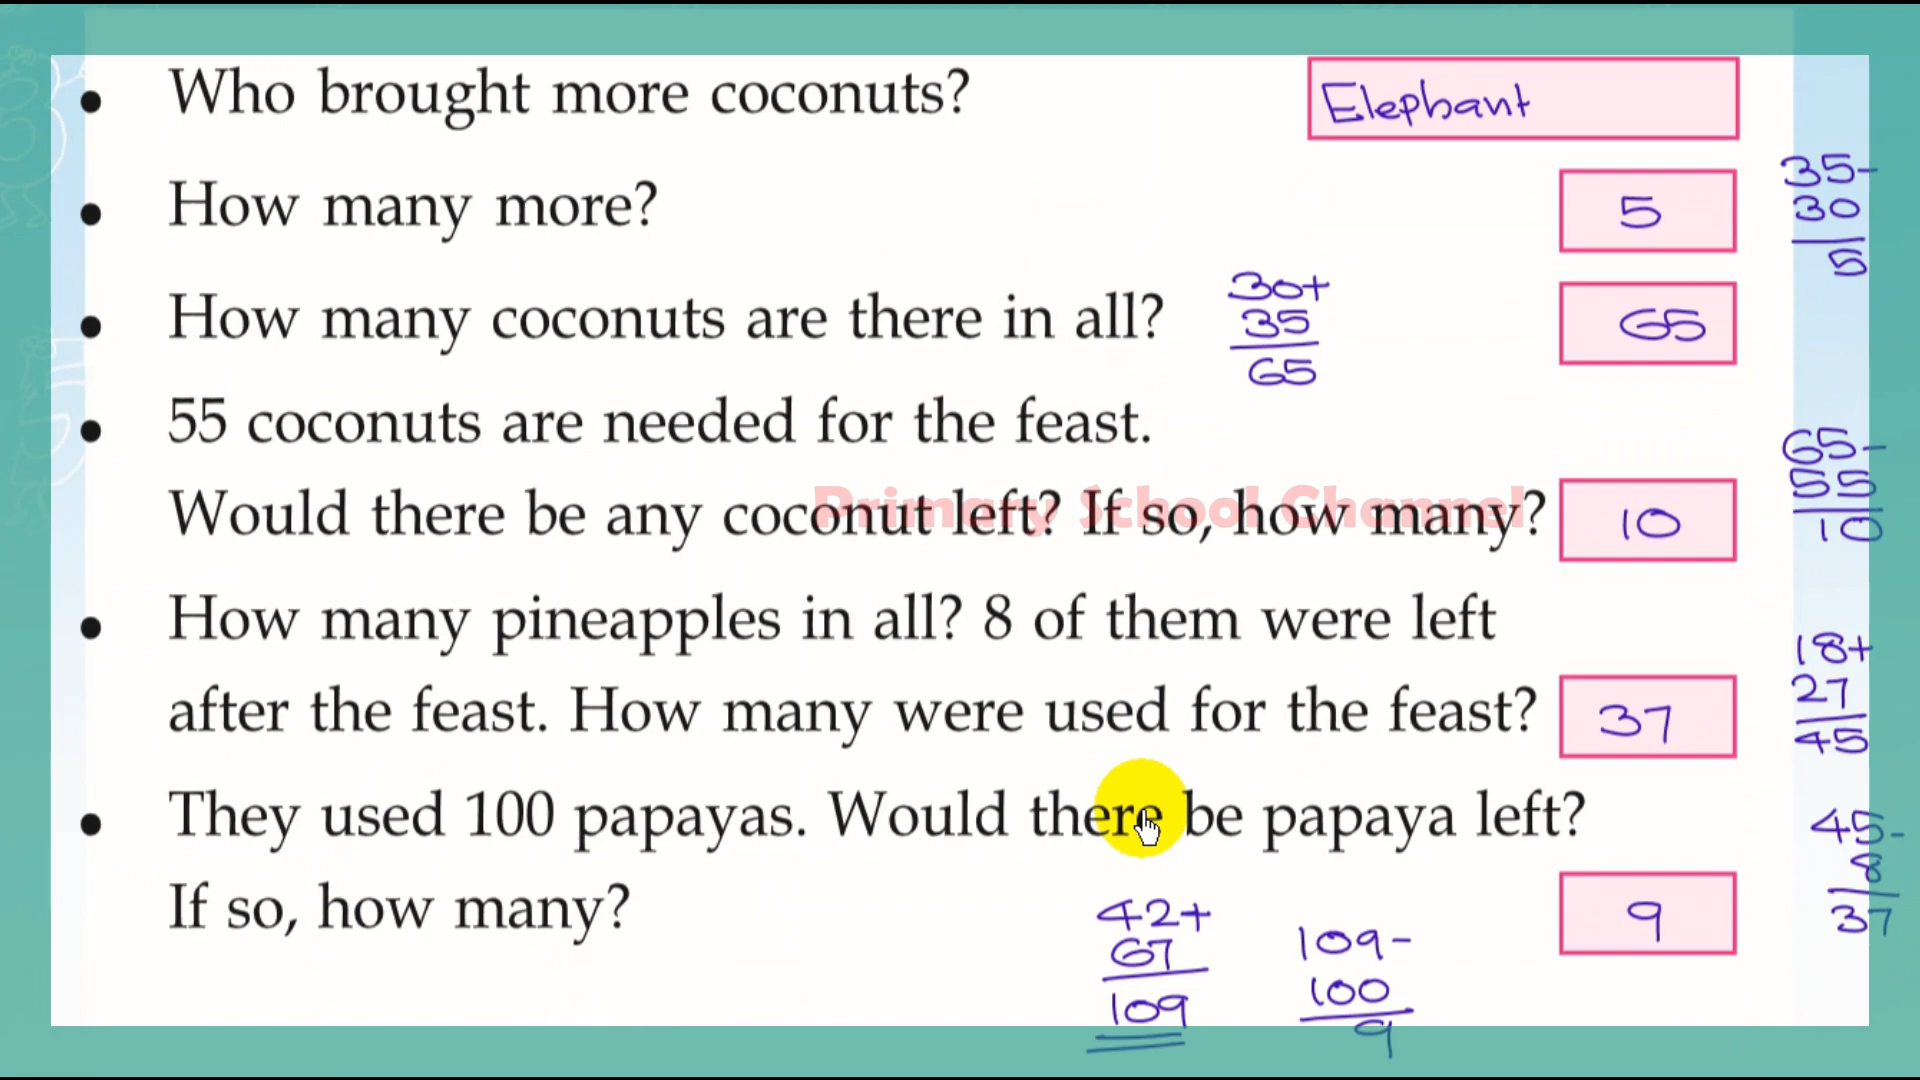 • Who brought more coconuts?
Elephant
• How many more?
5
35-
30
5
• How many coconuts are there in all?
30+
35
65
65
• 55 coconuts are needed for the feast.
Would there be any coconut left? If so, how many?
Primary School Channel
10
65-
55
10
• How many pineapples in all? 8 of them were left
after the feast. How many were used for the feast?
37
18+
27
45
45-
8
37
• They used 100 papayas. Would there be papaya left?
If so, how many?
9
42+
67
109
109-
100
9